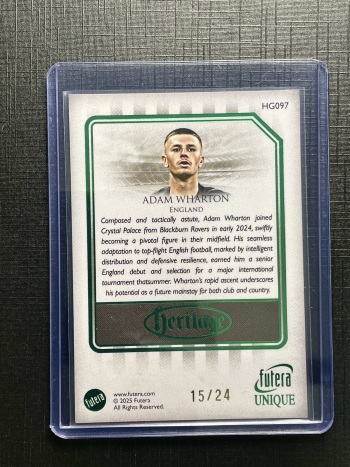 HG097
ADAM WHARTON
ENGLAND
Composed and tactically astute, Adam Wharton joined
Crystal Palace from Blackburn Rovers in early 2024, swiftly
becoming a pivotal figure in their midfield. His seamless
adaptation to top-flight English football, marked by intelligent
distribution and defensive resilience, earned him a senior
England debut and selection for a major international
tournament thatsummer. Wharton's rapid ascent underscores
his potential as a future mainstay for both club and country.
Heritage
futera
www.futera.com
© 2025 Futera
All Rights Reserved.
15/24
futera
UNIQUE